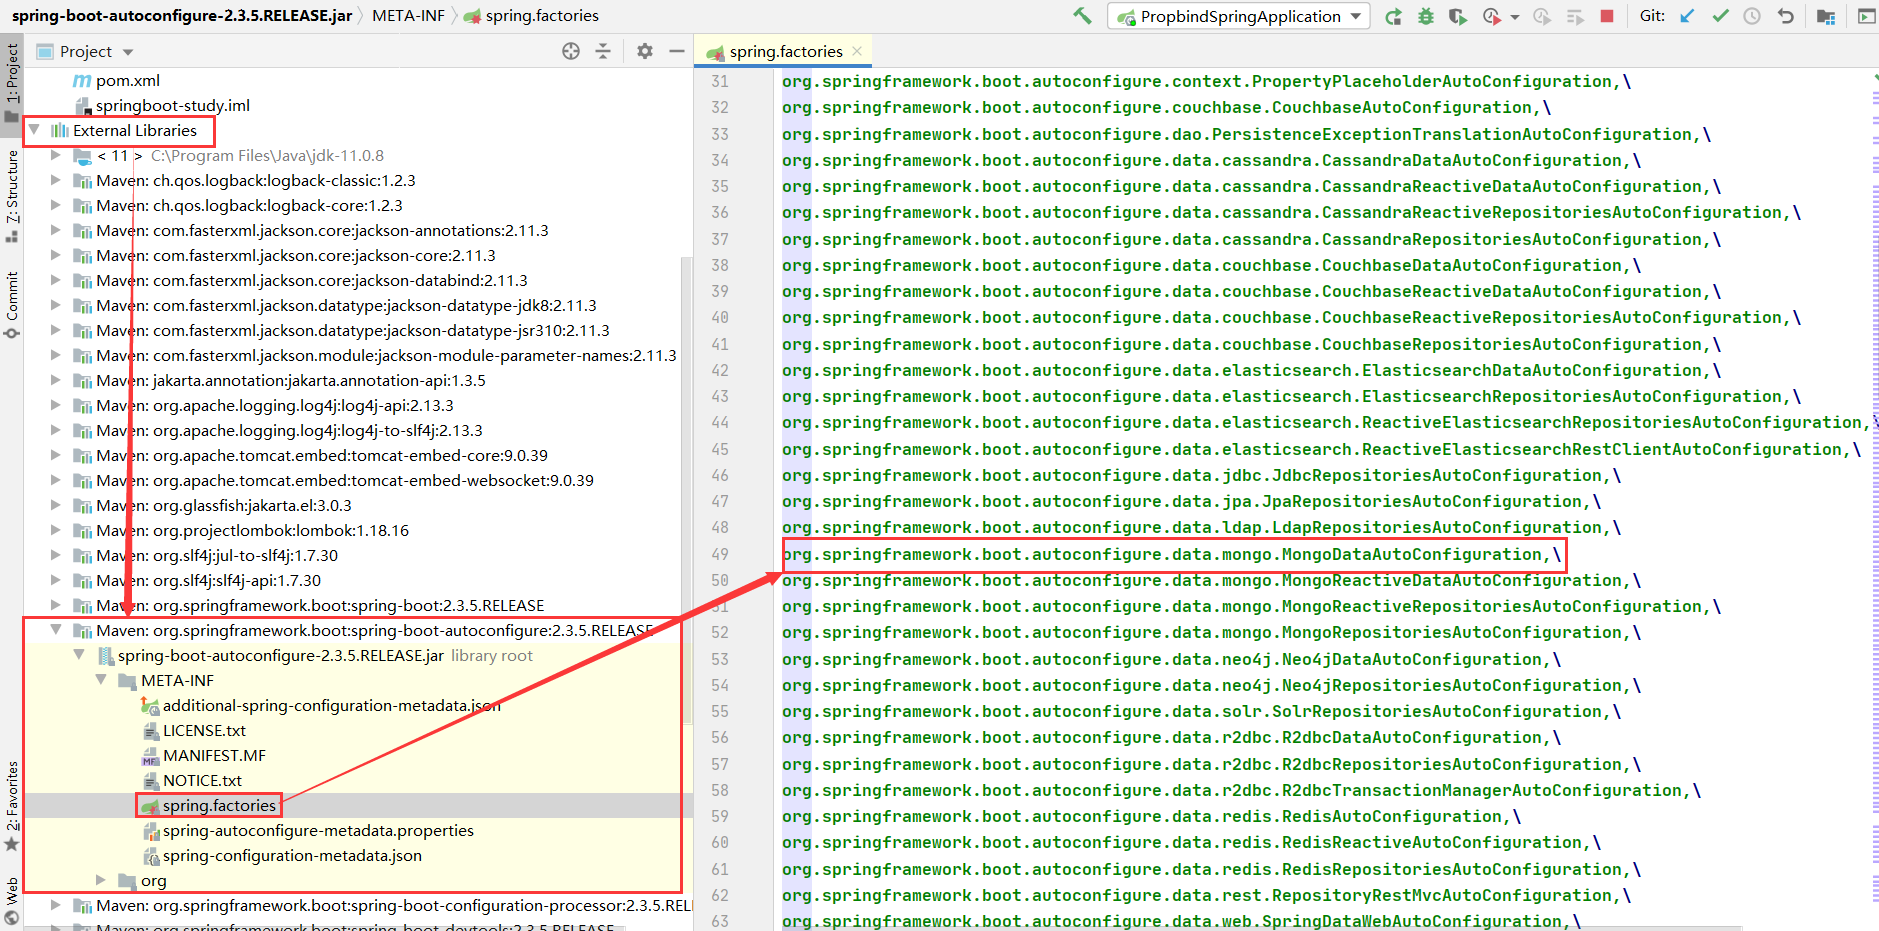 spring-boot-autoconfigure-2.3.5.RELEASE.jar META-INF spring.factories PropbindSpringApplication Git:
1: Project
7: Structure
Commit
2: Favorites
Web
Project
pom.xml
springboot-study.iml
External Libraries
< 11 > C:\Program Files\Java\jdk-11.0.8
Maven: ch.qos.logback:logback-classic:1.2.3
Maven: ch.qos.logback:logback-core:1.2.3
Maven: com.fasterxml.jackson.core:jackson-annotations:2.11.3
Maven: com.fasterxml.jackson.core:jackson-core:2.11.3
Maven: com.fasterxml.jackson.core:jackson-databind:2.11.3
Maven: com.fasterxml.jackson.datatype:jackson-datatype-jdk8:2.11.3
Maven: com.fasterxml.jackson.datatype:jackson-datatype-jsr310:2.11.3
Maven: com.fasterxml.jackson.module:jackson-module-parameter-names:2.11.3
Maven: jakarta.annotation:jakarta.annotation-api:1.3.5
Maven: org.apache.logging.log4j:log4j-api:2.13.3
Maven: org.apache.logging.log4j:log4j-to-slf4j:2.13.3
Maven: org.apache.tomcat.embed:tomcat-embed-core:9.0.39
Maven: org.apache.tomcat.embed:tomcat-embed-websocket:9.0.39
Maven: org.glassfish:jakarta.el:3.0.3
Maven: org.projectlombok:lombok:1.18.16
Maven: org.slf4j:jul-to-slf4j:1.7.30
Maven: org.slf4j:slf4j-api:1.7.30
Maven: org.springframework.boot:spring-boot:2.3.5.RELEASE
Maven: org.springframework.boot:spring-boot-autoconfigure:2.3.5.RELEASE
spring-boot-autoconfigure-2.3.5.RELEASE.jar library root
META-INF
additional-spring-configuration-metadata.json
LICENSE.txt
MANIFEST.MF
NOTICE.txt
spring.factories
spring-autoconfigure-metadata.properties
spring-configuration-metadata.json
org
Maven: org.springframework.boot:spring-boot-configuration-processor:2.3.5.REL
Maven: org.springframework.boot:spring-boot-devtools:2.3.5.RELEASE
spring.factories
31 org.springframework.boot.autoconfigure.context.PropertyPlaceholderAutoConfiguration,\
32 org.springframework.boot.autoconfigure.couchbase.CouchbaseAutoConfiguration,\
33 org.springframework.boot.autoconfigure.dao.PersistenceExceptionTranslationAutoConfiguration,\
34 org.springframework.boot.autoconfigure.data.cassandra.CassandraDataAutoConfiguration,\
35 org.springframework.boot.autoconfigure.data.cassandra.CassandraReactiveDataAutoConfiguration,\
36 org.springframework.boot.autoconfigure.data.cassandra.CassandraReactiveRepositoriesAutoConfiguration,\
37 org.springframework.boot.autoconfigure.data.cassandra.CassandraRepositoriesAutoConfiguration,\
38 org.springframework.boot.autoconfigure.data.couchbase.CouchbaseDataAutoConfiguration,\
39 org.springframework.boot.autoconfigure.data.couchbase.CouchbaseReactiveDataAutoConfiguration,\
40 org.springframework.boot.autoconfigure.data.couchbase.CouchbaseReactiveRepositoriesAutoConfiguration,\
41 org.springframework.boot.autoconfigure.data.couchbase.CouchbaseRepositoriesAutoConfiguration,\
42 org.springframework.boot.autoconfigure.data.elasticsearch.ElasticsearchDataAutoConfiguration,\
43 org.springframework.boot.autoconfigure.data.elasticsearch.ElasticsearchRepositoriesAutoConfiguration,\
44 org.springframework.boot.autoconfigure.data.elasticsearch.ReactiveElasticsearchRepositoriesAutoConfiguration,\
45 org.springframework.boot.autoconfigure.data.elasticsearch.ReactiveElasticsearchRestClientAutoConfiguration,\
46 org.springframework.boot.autoconfigure.data.jdbc.JdbcRepositoriesAutoConfiguration,\
47 org.springframework.boot.autoconfigure.data.jpa.JpaRepositoriesAutoConfiguration,\
48 org.springframework.boot.autoconfigure.data.ldap.LdapRepositoriesAutoConfiguration,\
49 org.springframework.boot.autoconfigure.data.mongo.MongoDataAutoConfiguration,\
50 org.springframework.boot.autoconfigure.data.mongo.MongoReactiveDataAutoConfiguration,\
51 org.springframework.boot.autoconfigure.data.mongo.MongoReactiveRepositoriesAutoConfiguration,\
52 org.springframework.boot.autoconfigure.data.mongo.MongoRepositoriesAutoConfiguration,\
53 org.springframework.boot.autoconfigure.data.neo4j.Neo4jDataAutoConfiguration,\
54 org.springframework.boot.autoconfigure.data.neo4j.Neo4jRepositoriesAutoConfiguration,\
55 org.springframework.boot.autoconfigure.data.solr.SolrRepositoriesAutoConfiguration,\
56 org.springframework.boot.autoconfigure.data.r2dbc.R2dbcDataAutoConfiguration,\
57 org.springframework.boot.autoconfigure.data.r2dbc.R2dbcRepositoriesAutoConfiguration,\
58 org.springframework.boot.autoconfigure.data.r2dbc.R2dbcTransactionManagerAutoConfiguration,\
59 org.springframework.boot.autoconfigure.data.redis.RedisAutoConfiguration,\
60 org.springframework.boot.autoconfigure.data.redis.RedisReactiveAutoConfiguration,\
61 org.springframework.boot.autoconfigure.data.redis.RedisRepositoriesAutoConfiguration,\
62 org.springframework.boot.autoconfigure.data.rest.RepositoryRestMvcAutoConfiguration,\
63 org.springframework.boot.autoconfigure.data.web.SpringDataWebAutoConfiguration,\